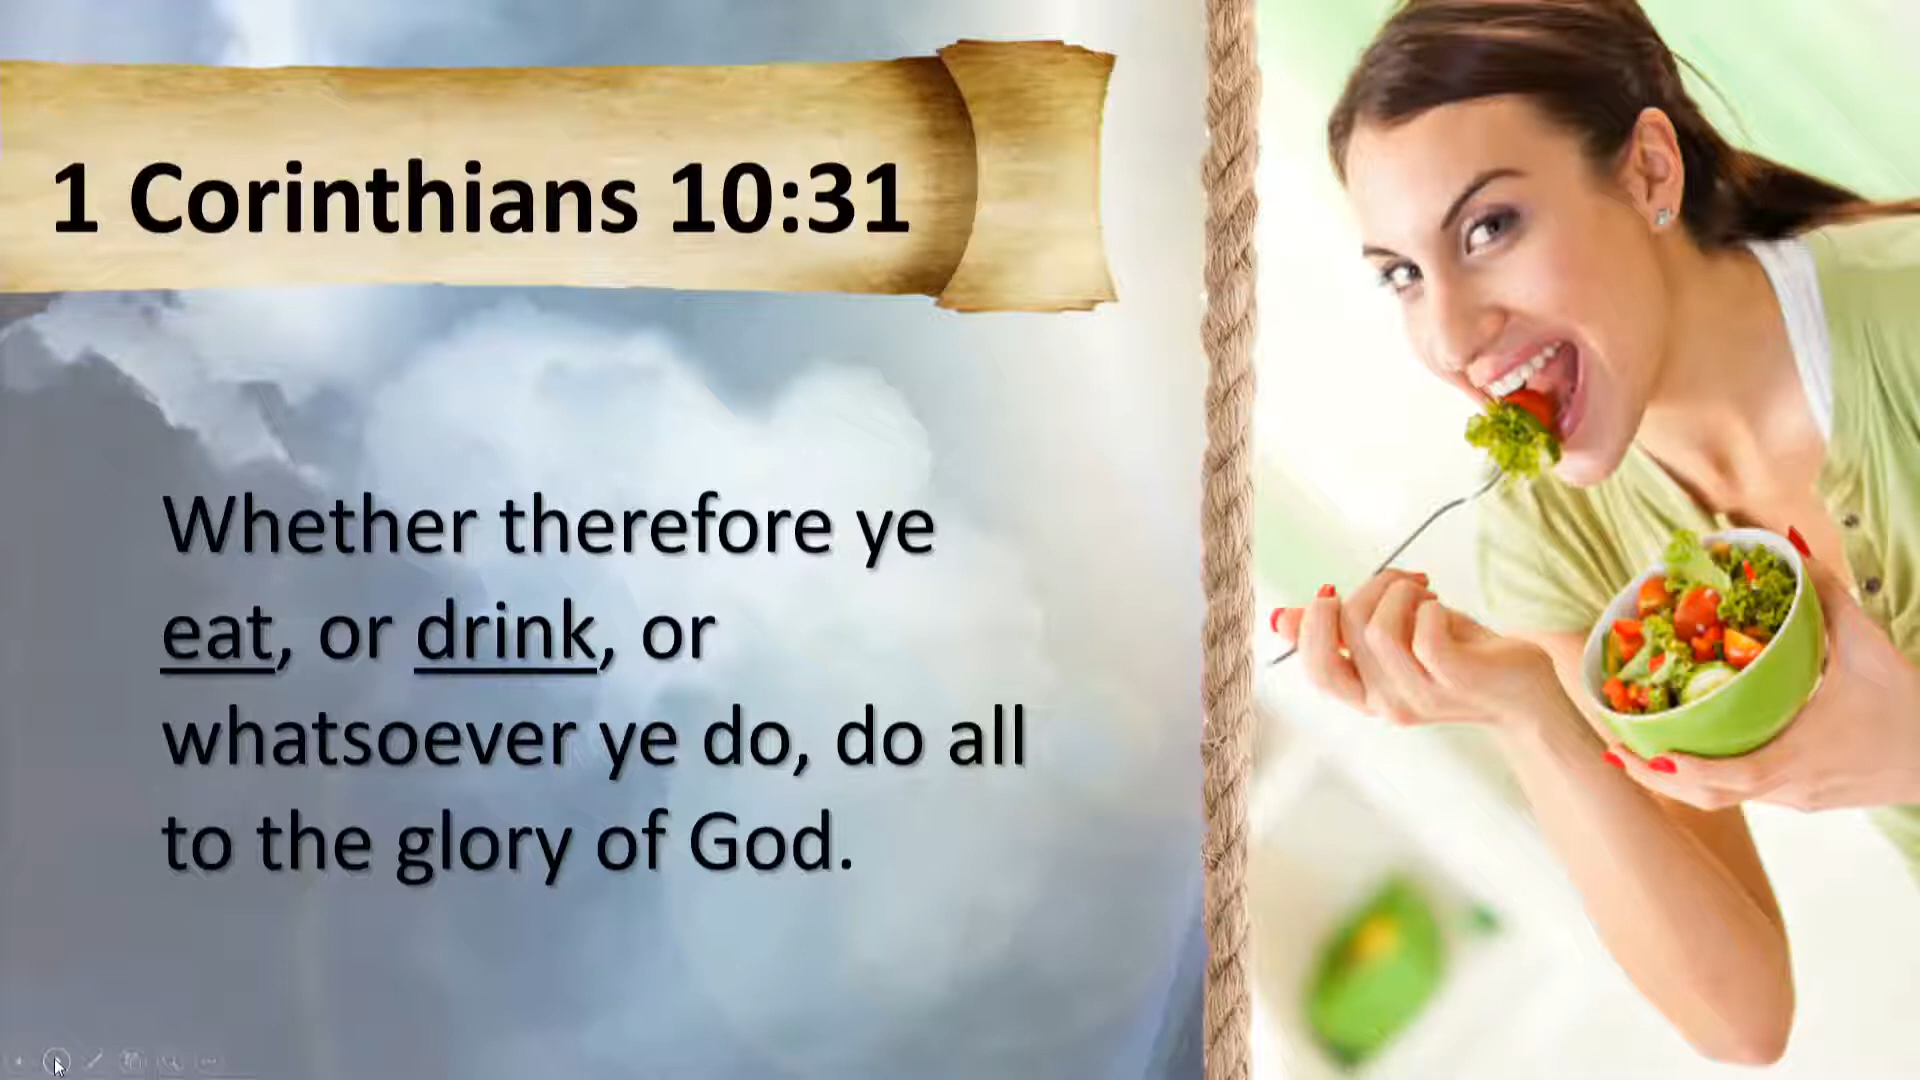 1 Corinthians 10:31
Whether therefore ye
eat, or drink, or
whatsoever ye do, do all
to the glory of God.